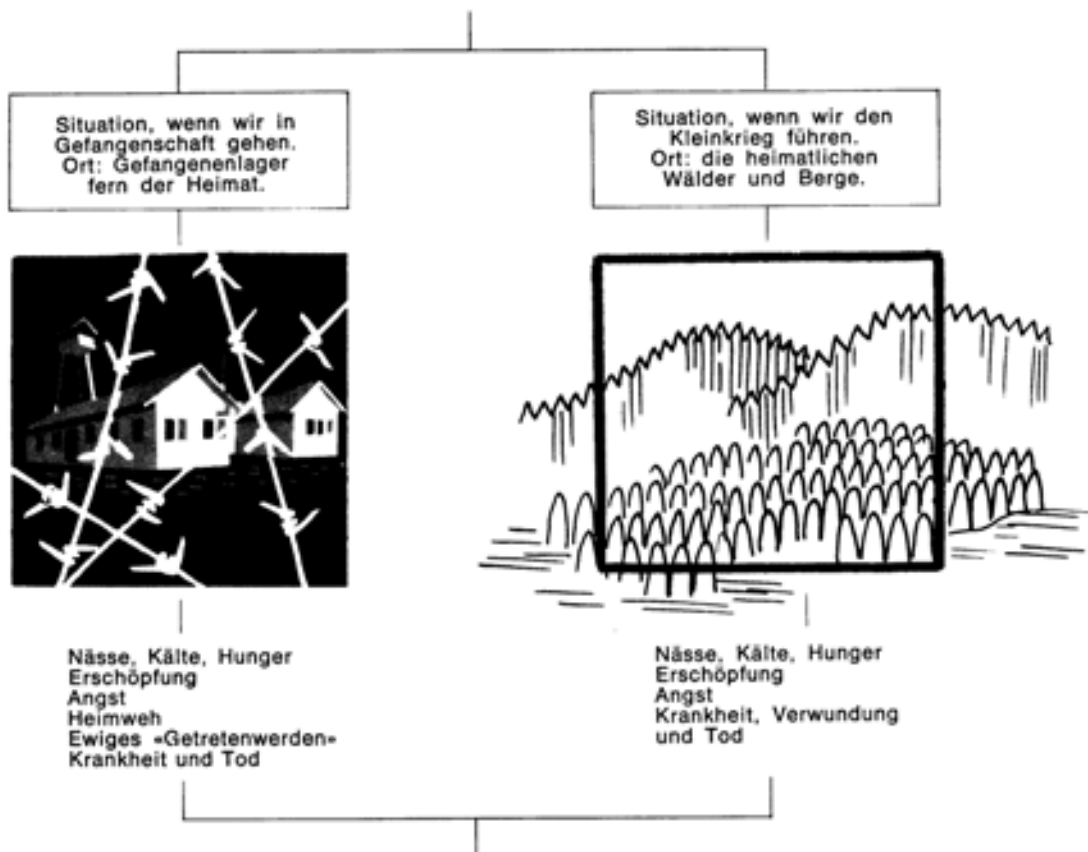 Situation, wenn wir in
Gefangenschaft gehen.
Ort: Gefangenenlager
fern der Heimat.
Situation, wenn wir den
Kleinkrieg führen.
Ort: die heimatlichen
Wälder und Berge.
Nässe, Kälte, Hunger
Erschöpfung
Angst
Heimweh
Ewiges «Getretenwerden»
Krankheit und Tod
Nässe, Kälte, Hunger
Erschöpfung
Angst
Krankheit, Verwundung
und Tod